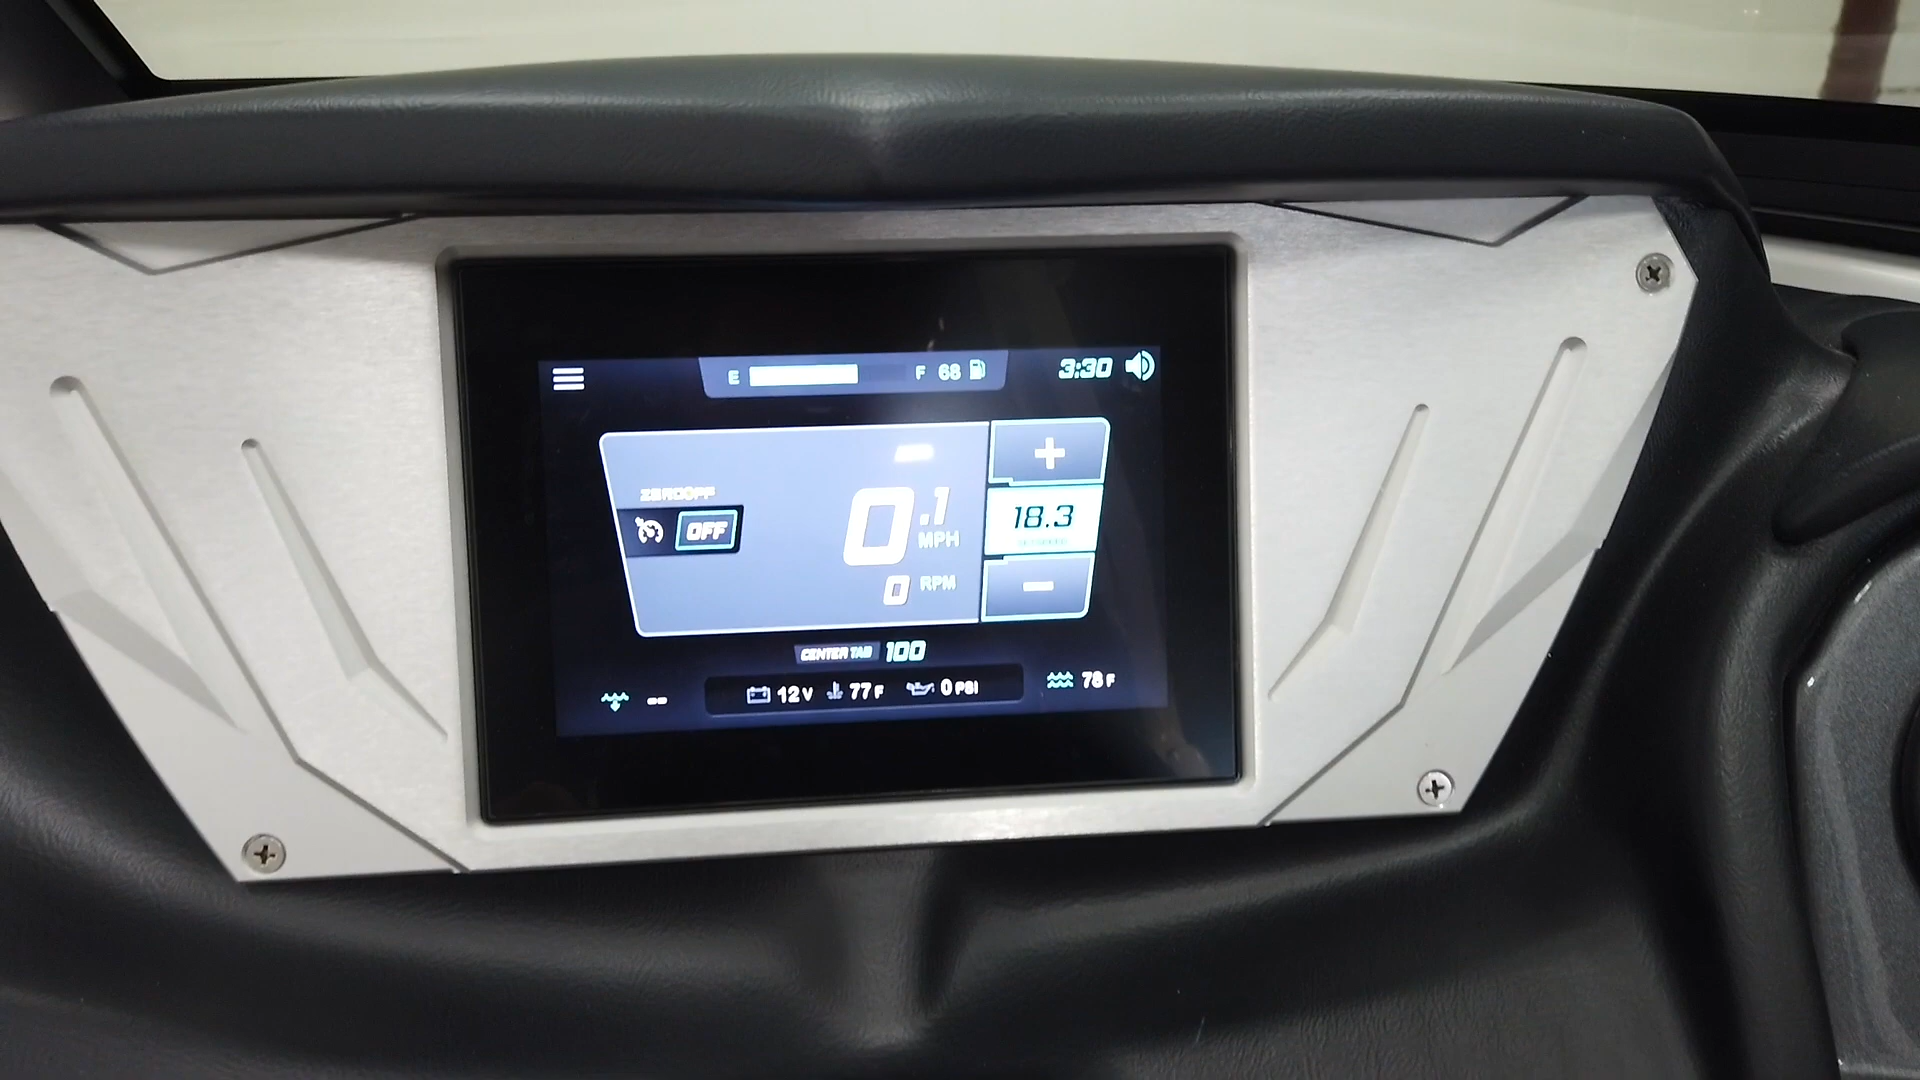 E F 68 3:30
+
ZEROOFF
OFF
0.1
MPH
18.3
0 RPM
-
CENTER TAB 100
-- 12 V 77 F 0 PSI 78 F